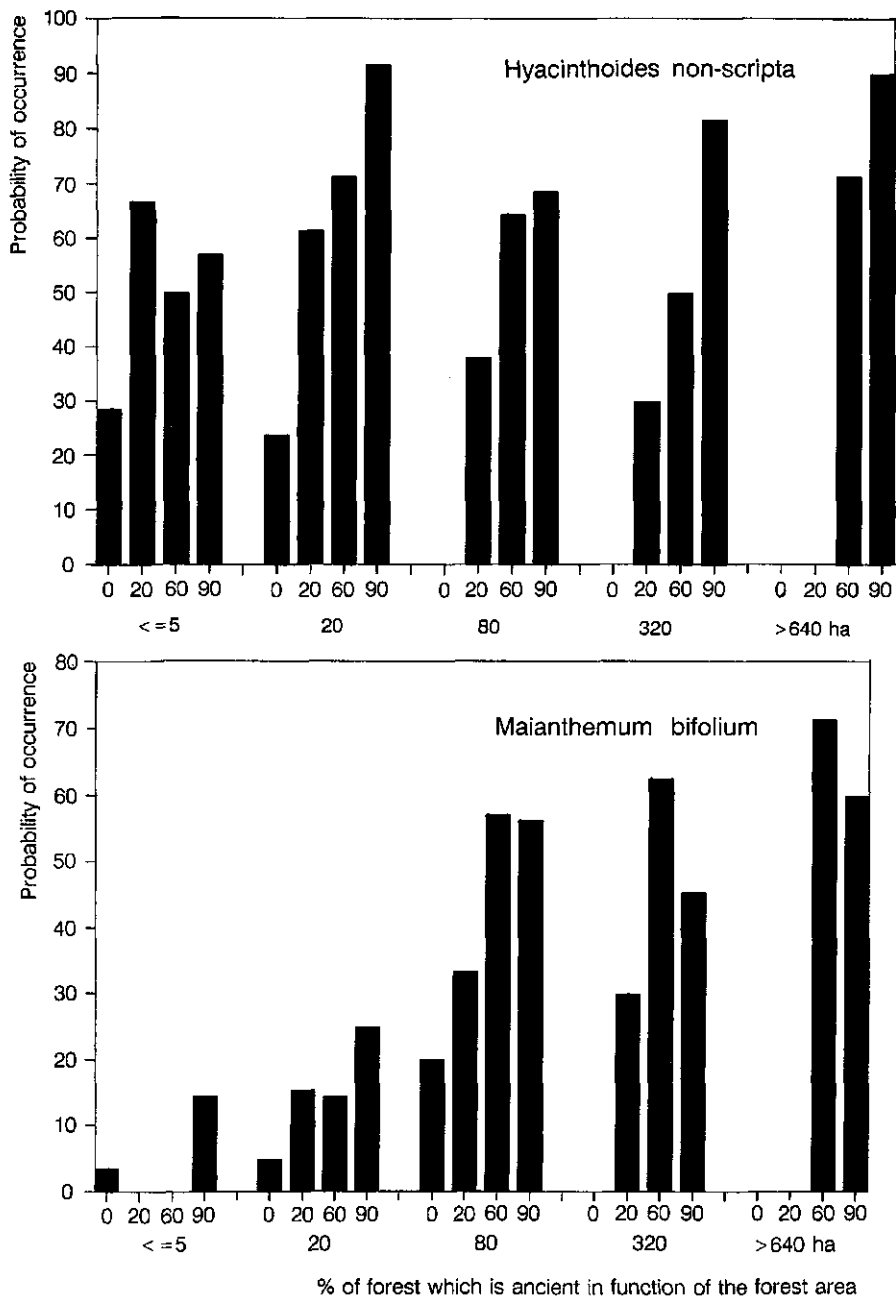 Hyacinthoides non-scripta
Probability of occurrence
100
90
80
70
60
50
40
30
20
10
0
0 20 60 90 0 20 60 90 0 20 60 90 0 20 60 90 0 20 60 90
<=5 20 80 320 >640 ha
Maianthemum bifolium
Probability of occurrence
80
70
60
50
40
30
20
10
0
0 20 60 90 0 20 60 90 0 20 60 90 0 20 60 90 0 20 60 90
<=5 20 80 320 >640 ha
% of forest which is ancient in function of the forest area